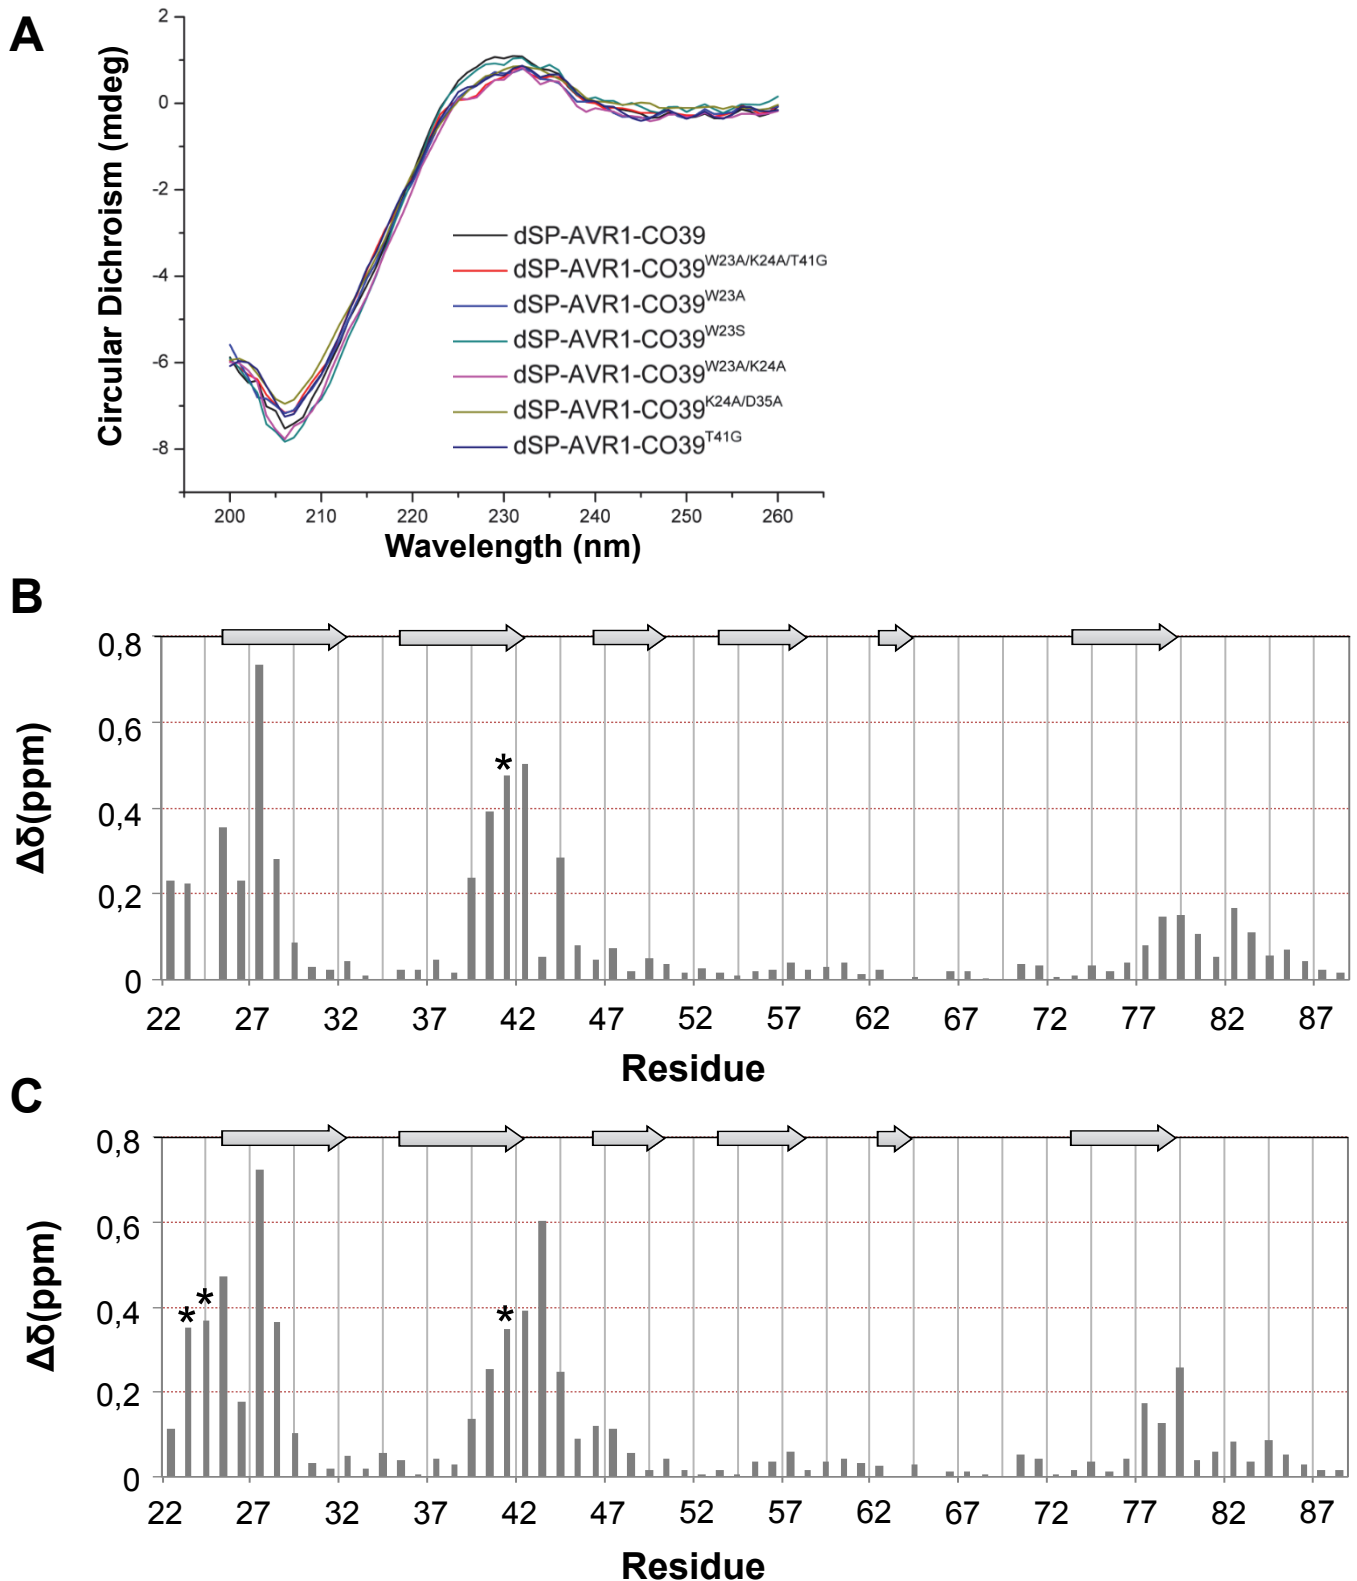 A
Circular Dichroism (mdeg)
2
0
-2
-4
-6
-8
dSP-AVR1-CO39
dSP-AVR1-CO39W23A/K24A/T41G
dSP-AVR1-CO39W23A
dSP-AVR1-CO39W23S
dSP-AVR1-CO39W23A/K24A
dSP-AVR1-CO39K24A/D35A
dSP-AVR1-CO39T41G
200 210 220 230 240 250 260
Wavelength (nm)
B
Δδ(ppm)
0,8
0,6
0,4
0,2
0
*
22 27 32 37 42 47 52 57 62 67 72 77 82 87
Residue
C
Δδ(ppm)
0,8
0,6
0,4
0,2
0
* * *
22 27 32 37 42 47 52 57 62 67 72 77 82 87
Residue